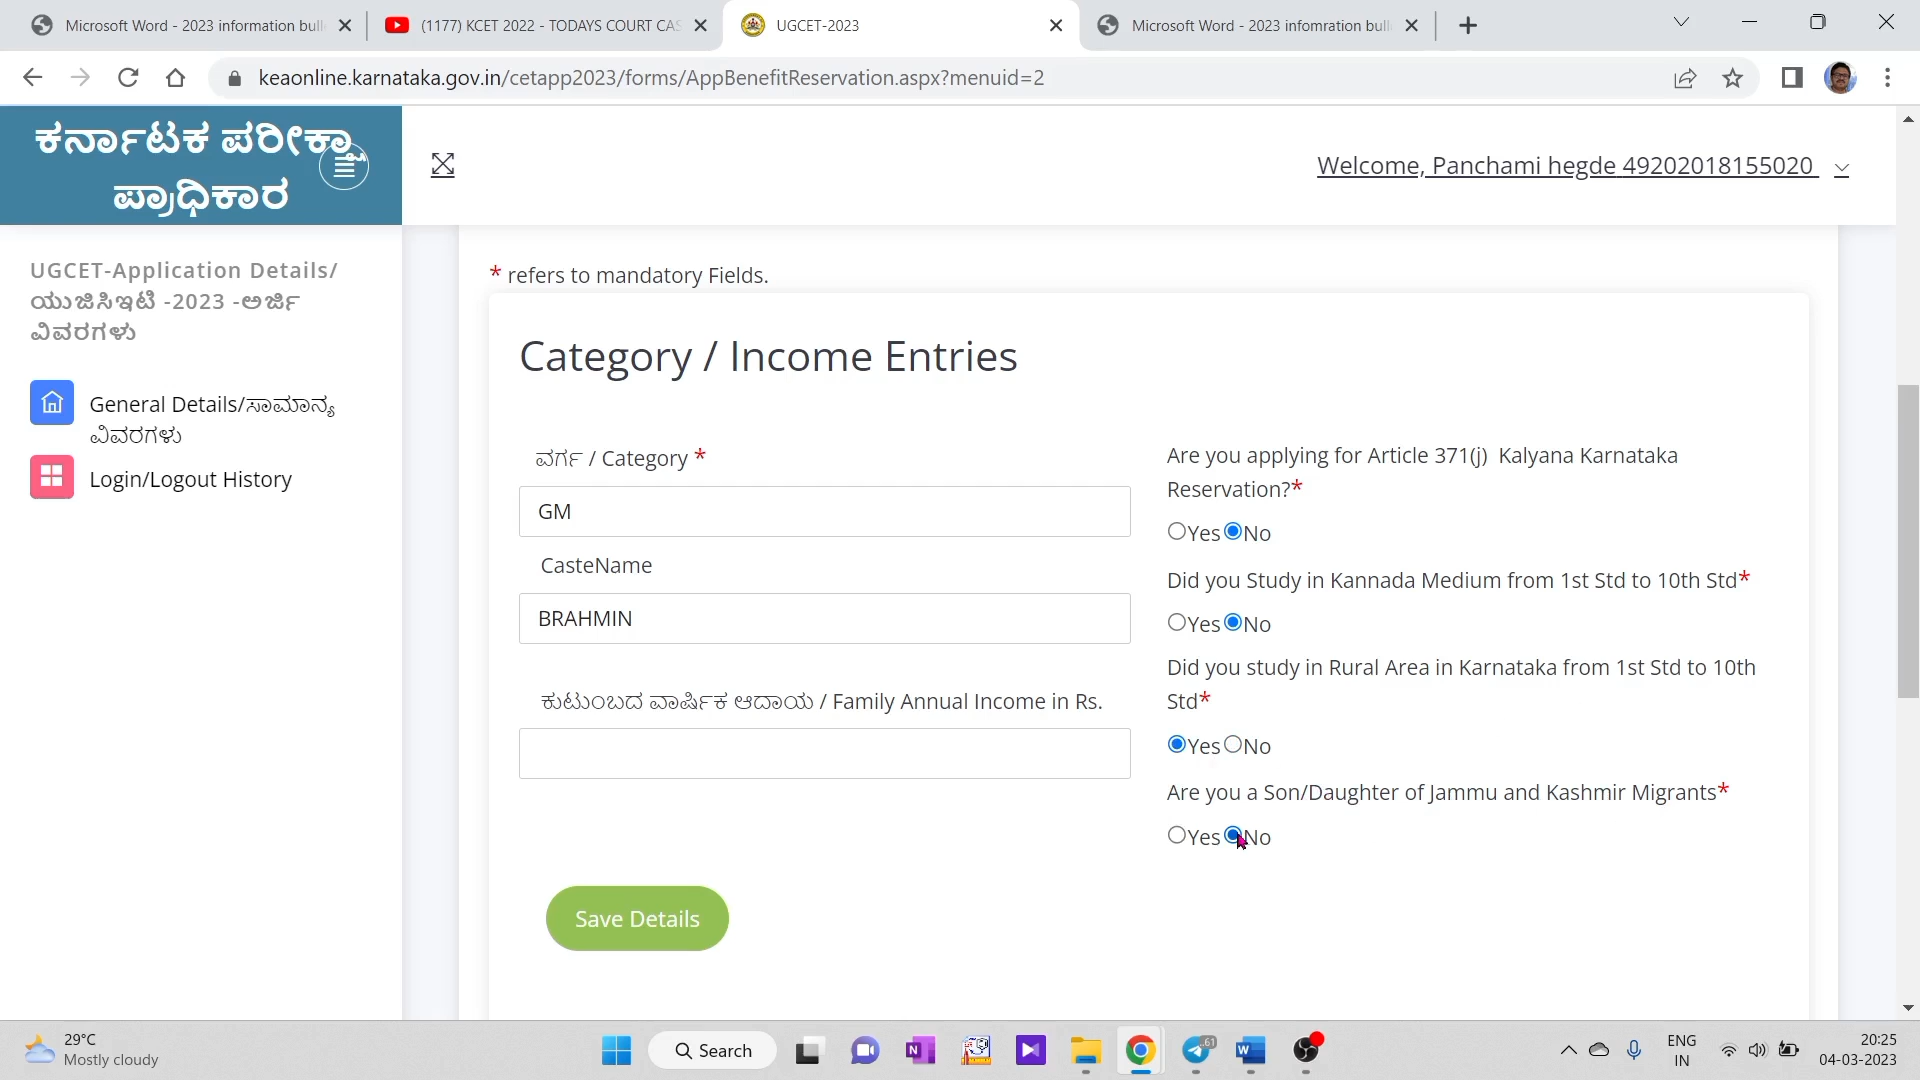 Microsoft Word - 2023 information bull
(1177) KCET 2022 - TODAYS COURT CAS
UGCET-2023
Microsoft Word - 2023 infomration bull
keaonline.karnataka.gov.in/cetapp2023/forms/AppBenefitReservation.aspx?menuid=2
ಕರ್ನಾಟಕ ಪರೀಕ್ಷಾ
ಪ್ರಾಧಿಕಾರ
Welcome, Panchami hegde 49202018155020
UGCET-Application Details/
ಯುಜಿಸಿಇಟಿ -2023 -ಅರ್ಜಿ
ವಿವರಗಳು
General Details/ಸಾಮಾನ್ಯ
ವಿವರಗಳು
Login/Logout History
* refers to mandatory Fields.
Category / Income Entries
ವರ್ಗ / Category *
GM
CasteName
BRAHMIN
ಕುಟುಂಬದ ವಾರ್ಷಿಕ ಆದಾಯ / Family Annual Income in Rs.
Save Details
Are you applying for Article 371(j) Kalyana Karnataka
Reservation?*
Yes No
Did you Study in Kannada Medium from 1st Std to 10th Std*
Yes No
Did you study in Rural Area in Karnataka from 1st Std to 10th
Std*
Yes No
Are you a Son/Daughter of Jammu and Kashmir Migrants*
Yes No
29°C
Mostly cloudy
Search
61
ENG
IN
20:25
04-03-2023